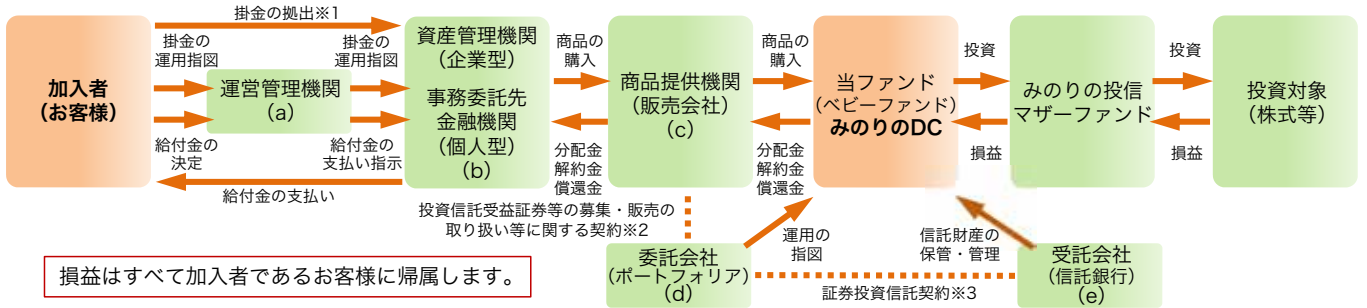 掛金の拠出※1
加入者
(お客様)
掛金の
運用指図
給付金の
決定
運営管理機関
(a)
掛金の
運用指図
給付金の
支払い指示
給付金の支払い
資産管理機関
(企業型)
事務委託先
金融機関
(個人型)
(b)
商品の
購入
分配金
解約金
償還金
商品提供機関
(販売会社)
(c)
商品の
購入
分配金
解約金
償還金
当ファンド
(ベビーファンド)
みのりのDC
投資
損益
みのりの投信
マザーファンド
投資
損益
投資対象
(株式等)
投資信託受益証券等の募集・販売の
取り扱い等に関する契約※2
委託会社
(ポートフォリア)
(d)
運用の
指図
信託財産の
保管・管理
証券投資信託契約※3
受託会社
(信託銀行)
(e)
損益はすべて加入者であるお客様に帰属します。